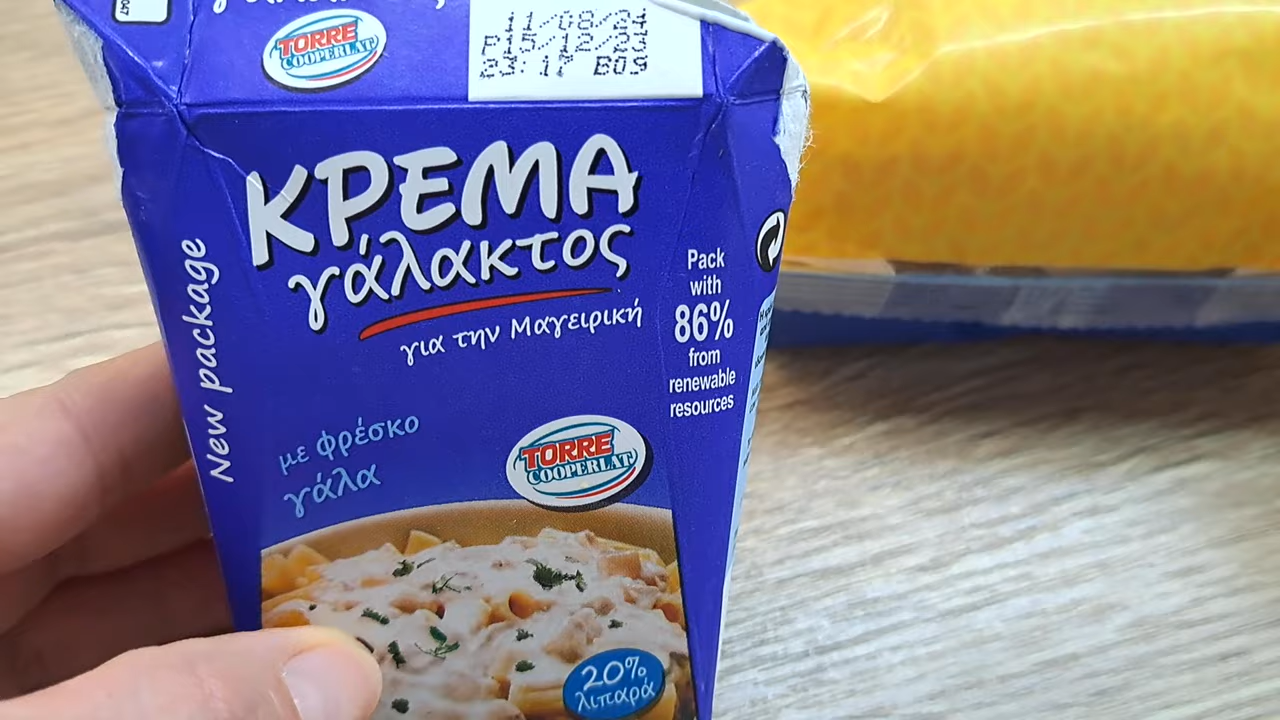 047
TORRE
COOPERLAT
11/08/24
P15/12/23
23:17 B09
ΚΡΕΜΑ
γάλακτος
για την Μαγειρική
New package
Pack
with
86%
from
renewable
resources
με φρέσκο
γάλα
TORRE
COOPERLAT
20%
λιπαρά